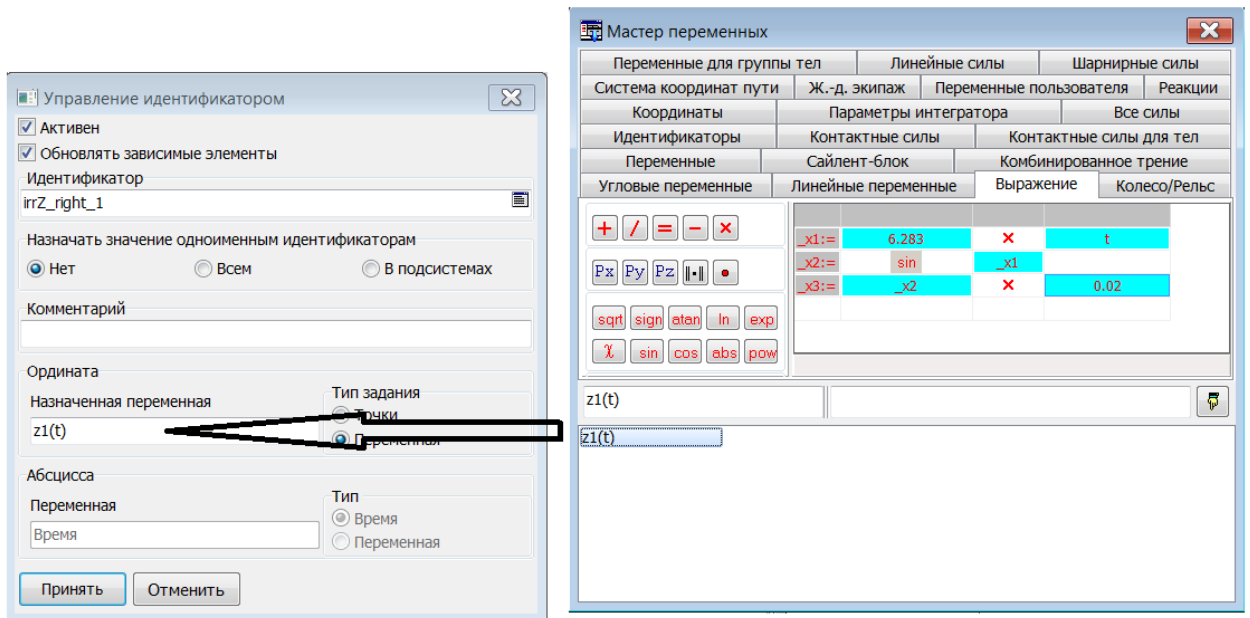 Управление идентификатором
Активен
Обновлять зависимые элементы
Идентификатор
irrZ_right_1
Назначать значение одноименным идентификаторам
Нет Всем В подсистемах
Комментарий
Ордината
Назначенная переменная Тип задания
Точки
z1(t)
Переменная
Абсцисса
Переменная Тип
Время Время
Переменная
Принять Отменить
Мастер переменных
Переменные для группы тел Линейные силы Шарнирные силы
Система координат пути Ж.-д. экипаж Переменные пользователя Реакции
Координаты Параметры интегратора Все силы
Идентификаторы Контактные силы Контактные силы для тел
Переменные Сайлент-блок Комбинированное трение
Угловые переменные Линейные переменные Выражение Колесо/Рельс
+ / = - ×
Px Py Pz ||•|| •
sqrt sign atan ln exp
χ sin cos abs pow
_x1:= 6.283 × t
_x2:= sin _x1
_x3:= _x2 × 0.02
z1(t)
z1(t)